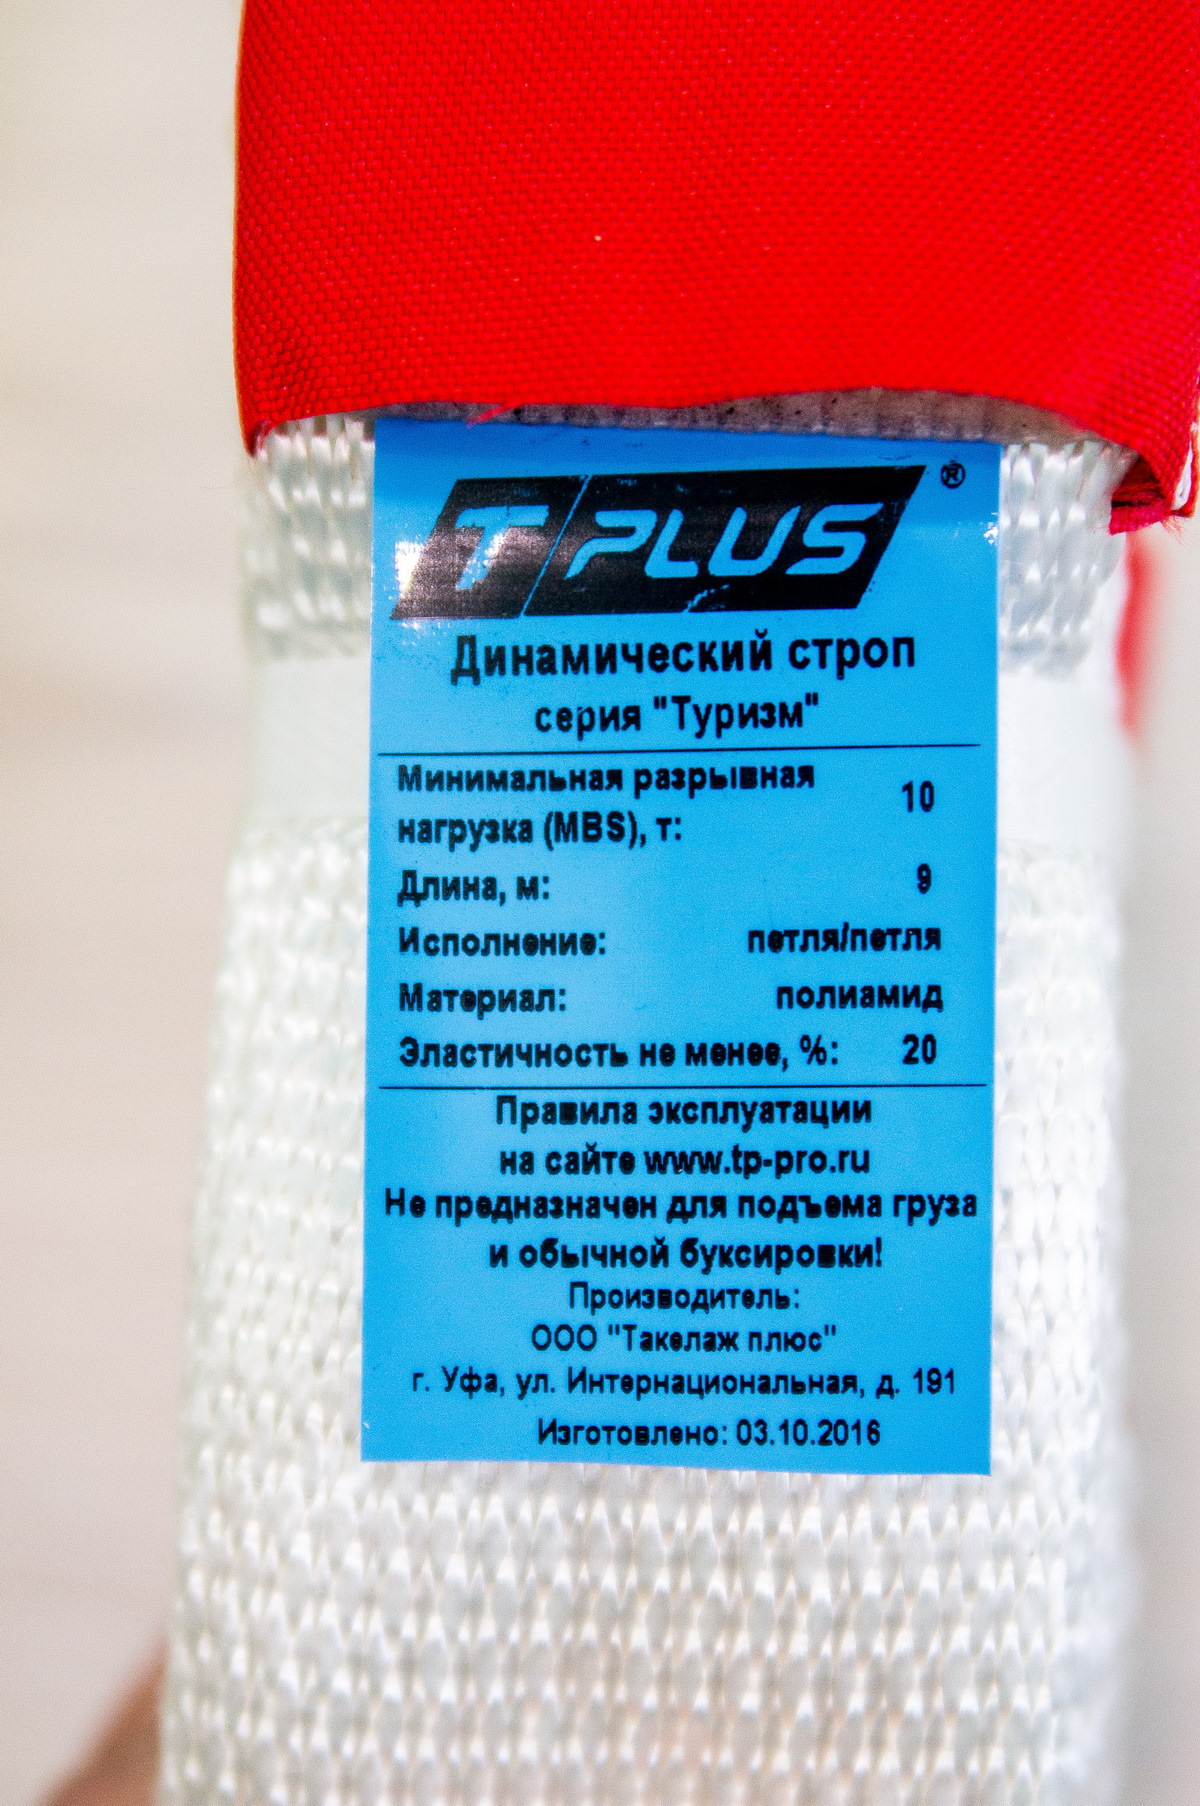 T PLUS®
Динамический строп
серия "Туризм"
Минимальная разрывная
нагрузка (MBS), т: 10
Длина, м: 9
Исполнение: петля/петля
Материал: полиамид
Эластичность не менее, %: 20
Правила эксплуатации
на сайте www.tp-pro.ru
Не предназначен для подъема груза
и обычной буксировки!
Производитель:
ООО "Такелаж плюс"
г. Уфа, ул. Интернациональная, д. 191
Изготовлено: 03.10.2016